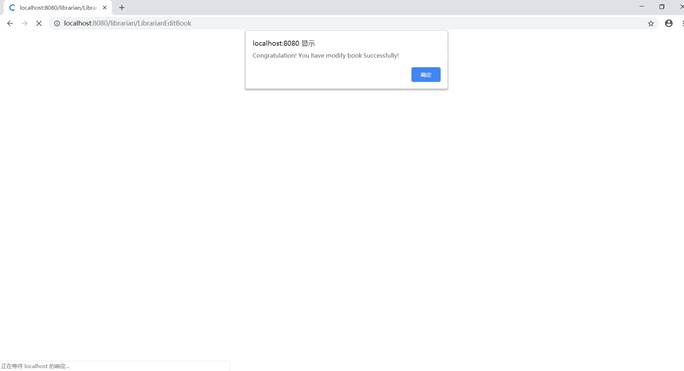 localhost:8080/librarian/Libra
localhost:8080/librarian/LibrarianEditBook
localhost:8080 显示
Congratulation! You have modify book Successfully!
确定
正在等待 localhost 的响应...